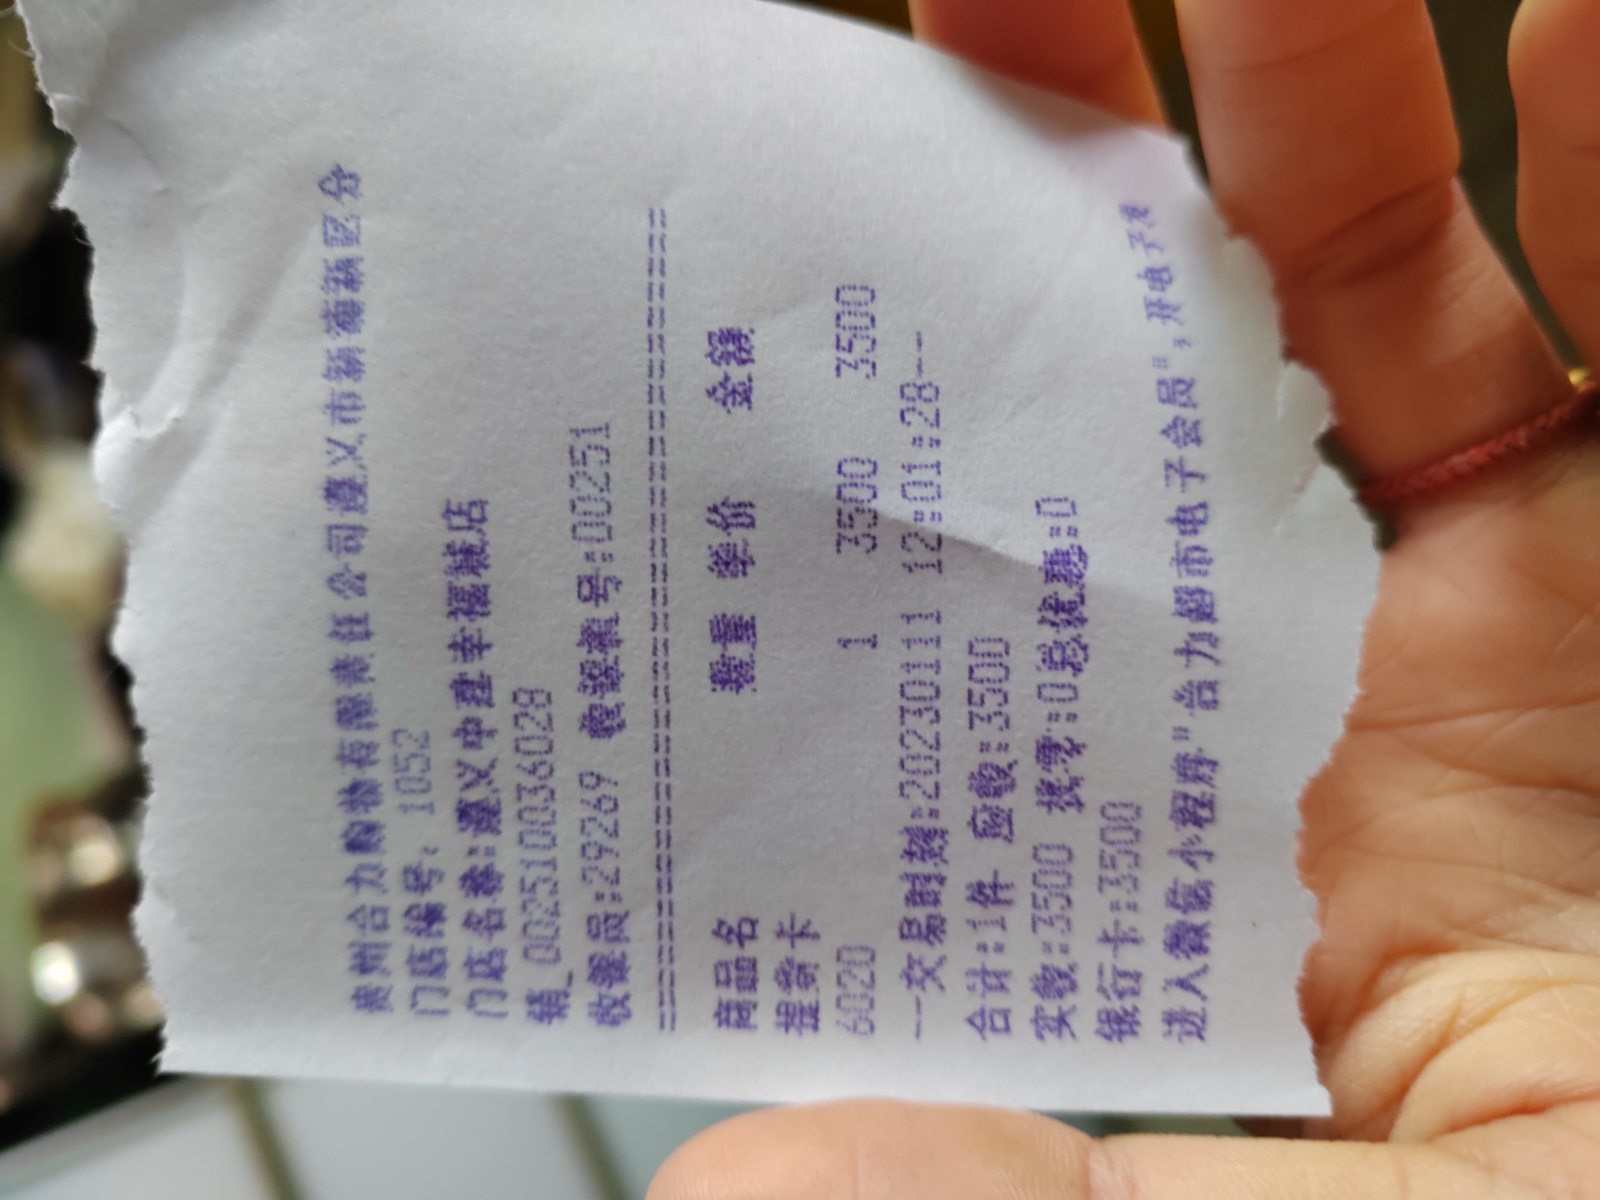 贵州合力购物有限责任公司遵义市新蒲新区分
门店编号: 1052
门店名称:遵义中建幸福城店
销_002510036028
收银员:29269 收银机号:00251
================================
商品名 数量 单价 金额
提货卡
6020 1 3500 3500
--交易时刻:20230111 12:01:28--
合计:1件 应收:3500
实收:3500 找零:0总优惠:0
银行卡:3500
进入微信小程序"合力超市电子会员",开电子发